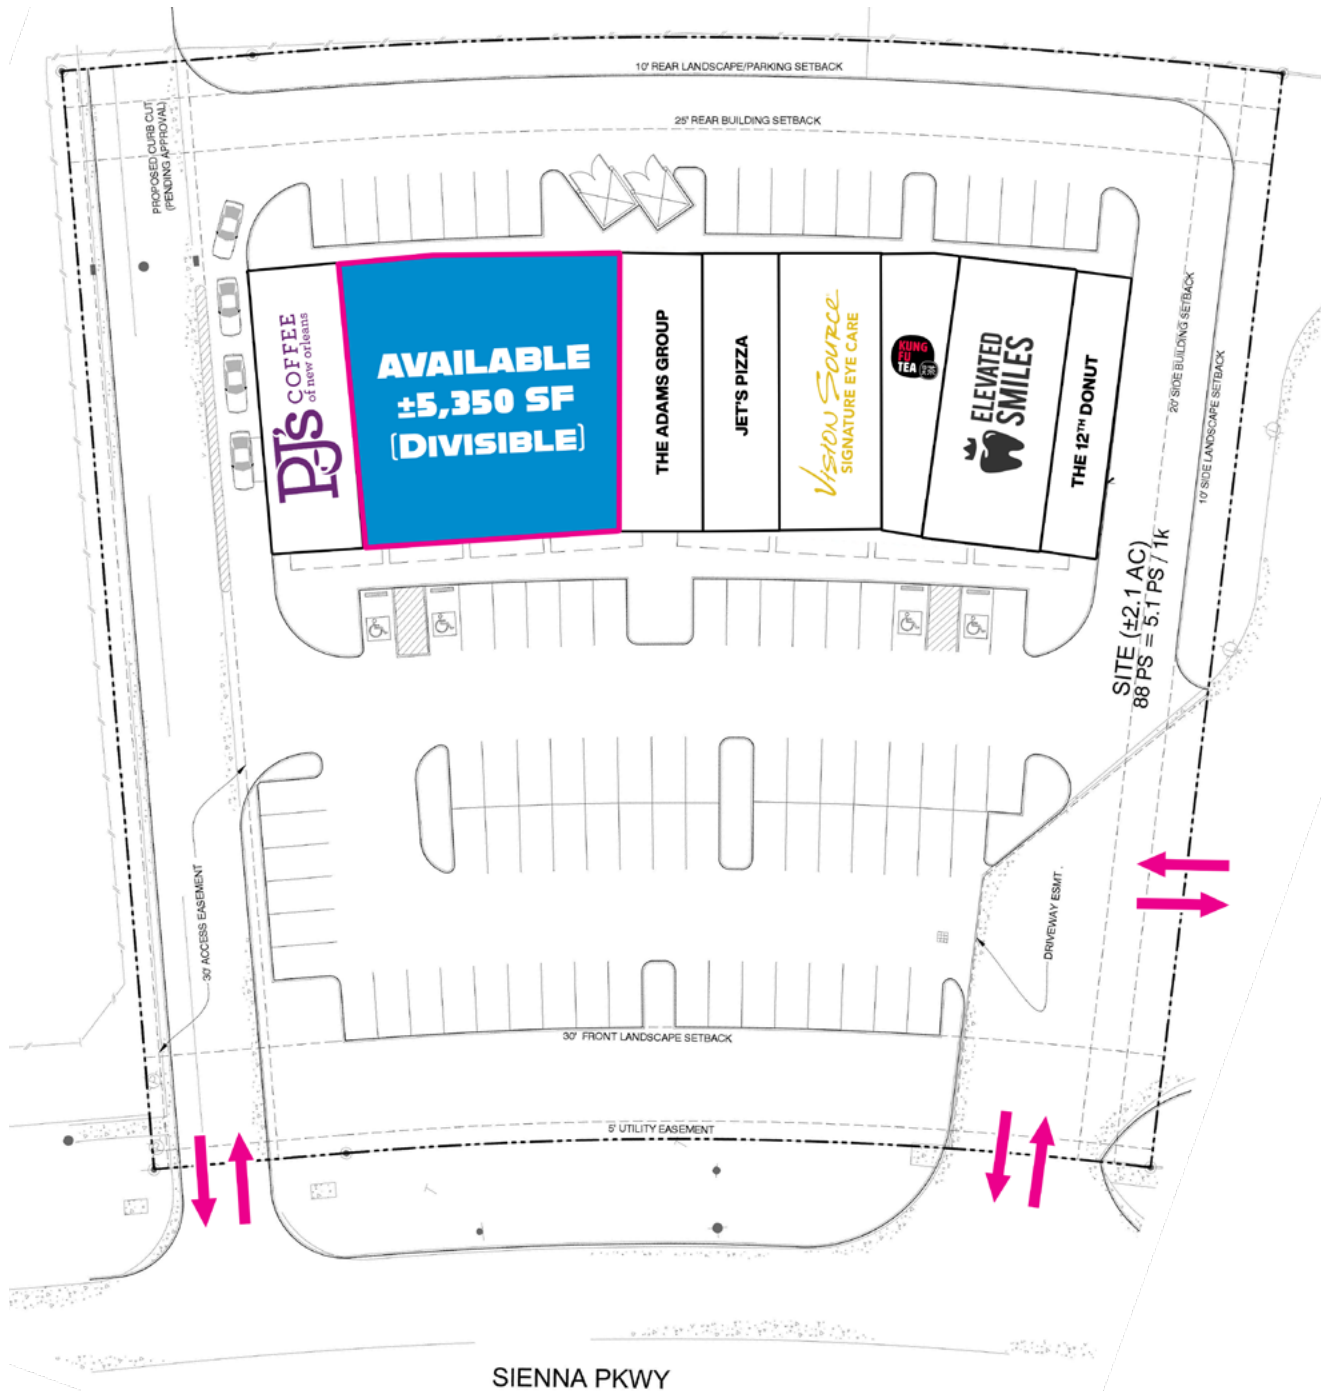 10' REAR LANDSCAPE/PARKING SETBACK
25' REAR BUILDING SETBACK
PROPOSED CURB CUT
(PENDING APPROVAL)
PJ's COFFEE
of new orleans
AVAILABLE
±5,350 SF
(DIVISIBLE)
THE ADAMS GROUP
JET'S PIZZA
Vision Source
SIGNATURE EYE CARE
KUNG
FU
TEA
ELEVATED
SMILES
THE 12TH DONUT
20' SIDE BUILDING SETBACK
10' SIDE LANDSCAPE SETBACK
SITE (±2.1 AC)
88 PS = 5.1 PS / 1k
30' ACCESS EASEMENT
DRIVEWAY ESMT.
30' FRONT LANDSCAPE SETBACK
5' UTILITY EASEMENT
SIENNA PKWY